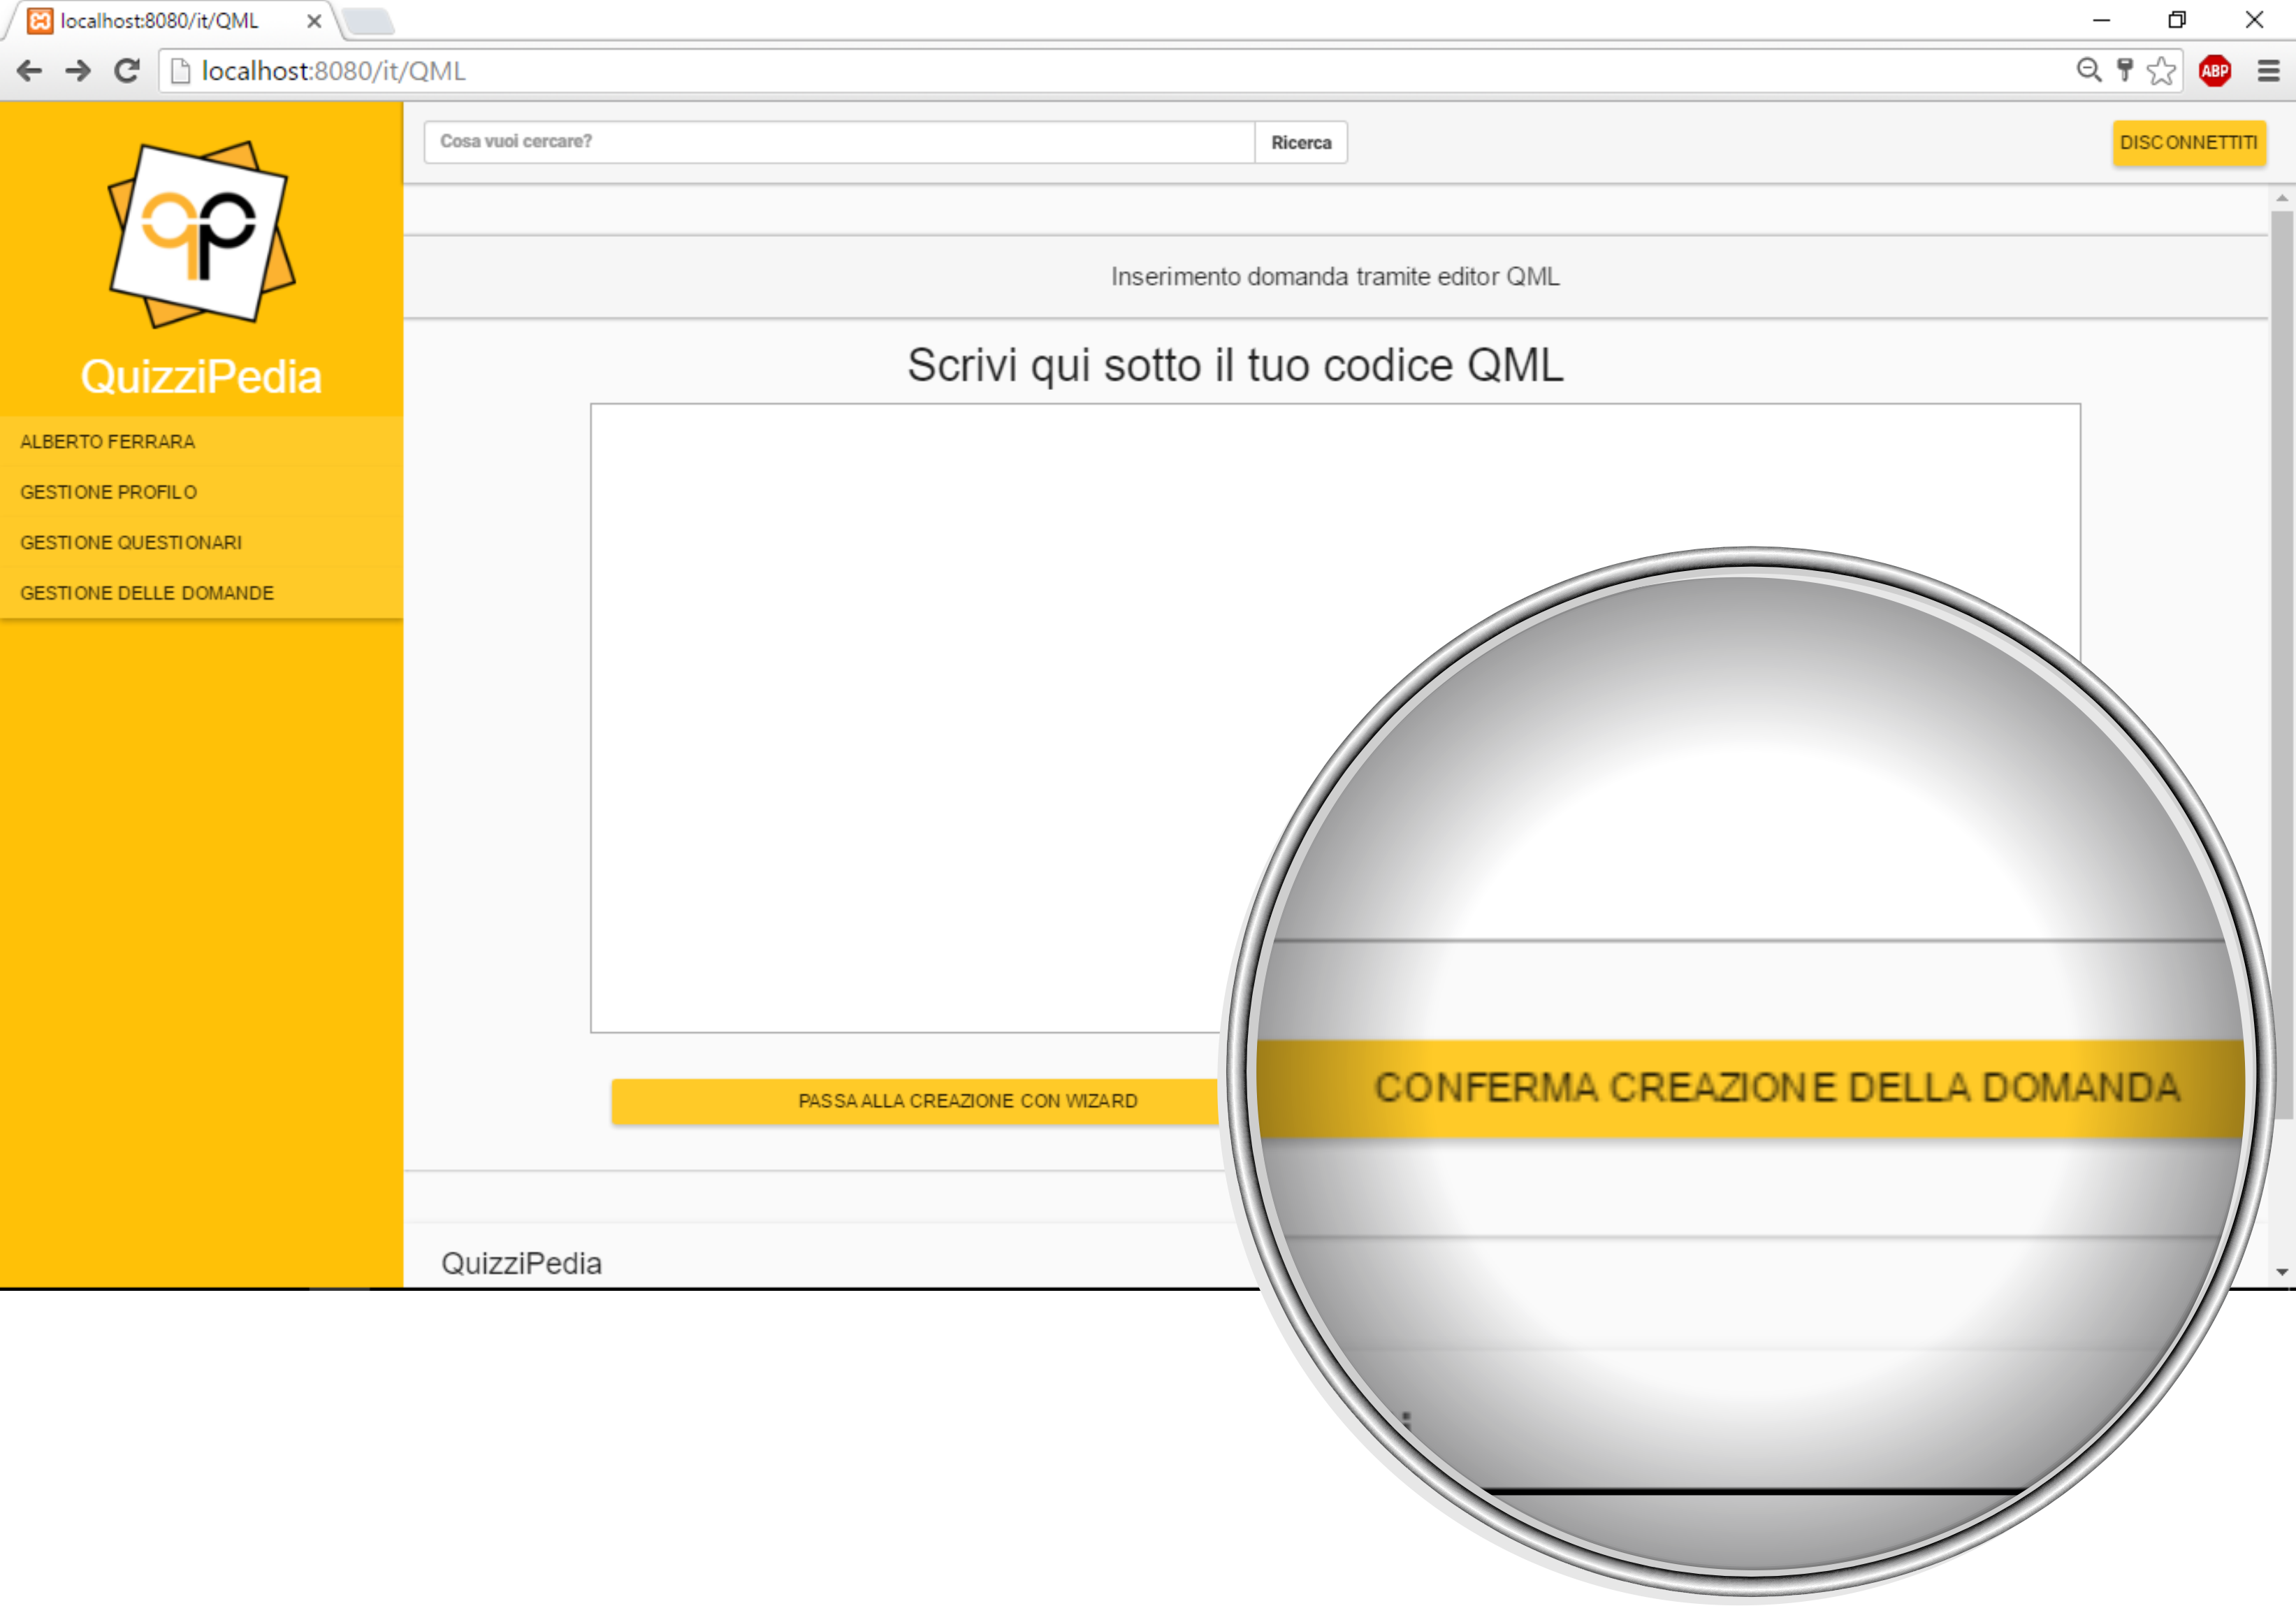 localhost:8080/it/QML
localhost:8080/it/QML
ABP
Cosa vuoi cercare?
Ricerca
DISCONNETTITI
qp
QuizziPedia
ALBERTO FERRARA
GESTIONE PROFILO
GESTIONE QUESTIONARI
GESTIONE DELLE DOMANDE
Inserimento domanda tramite editor QML
Scrivi qui sotto il tuo codice QML
PASSA ALLA CREAZIONE CON WIZARD
CONFERMA CREAZIONE DELLA DOMANDA
QuizziPedia